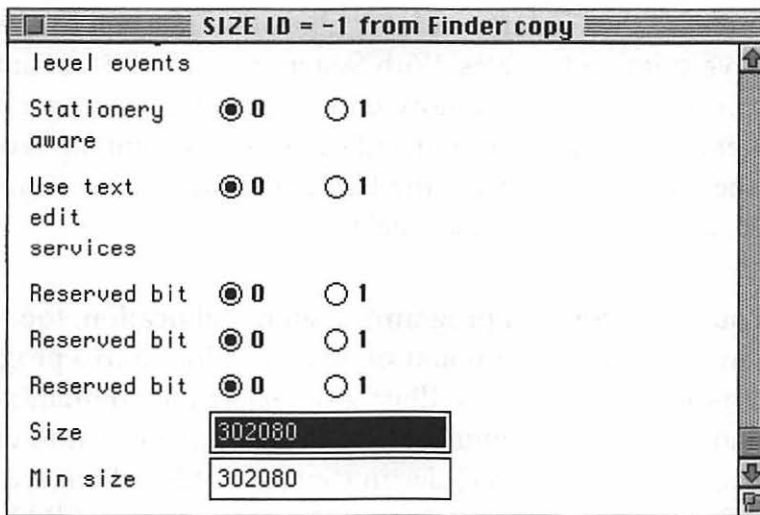 SIZE ID = -1 from Finder copy
level events
Stationery 0 1
aware
Use text 0 1
edit
services
Reserved bit 0 1
Reserved bit 0 1
Reserved bit 0 1
Size 302080
Min size 302080